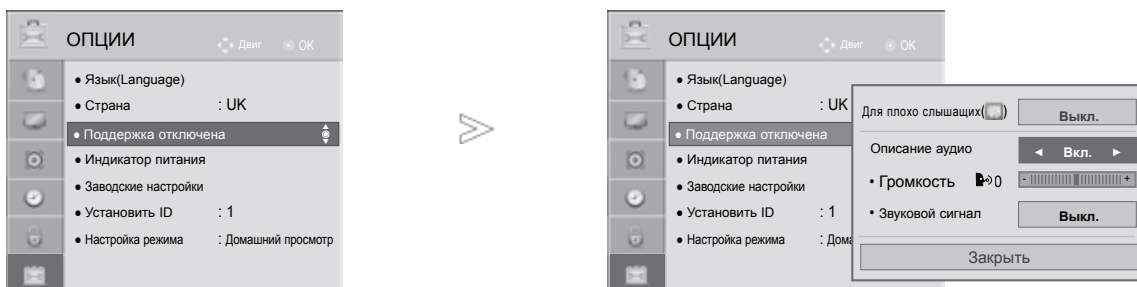 ОПЦИИ
Двиг ОК
• Язык(Language)
• Страна : UK
• Поддержка отключена
• Индикатор питания
• Заводские настройки
• Установить ID : 1
• Настройка режима : Домашний просмотр
ОПЦИИ
Двиг ОК
• Язык(Language)
• Страна : UK
• Поддержка отключена
• Индикатор питания
• Заводские настройки
• Установить ID : 1
• Настройка режима : Дома
Для плохо слышащих( ) Выкл.
Описание аудио ◄ Вкл. ►
• Громкость 0 - +
• Звуковой сигнал Выкл.
Закрыть